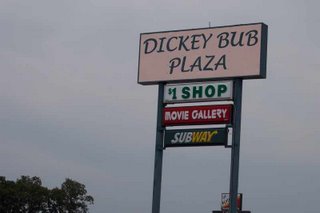 DICKEY BUB
PLAZA
$1 SHOP
MOVIE GALLERY
SUBWAY